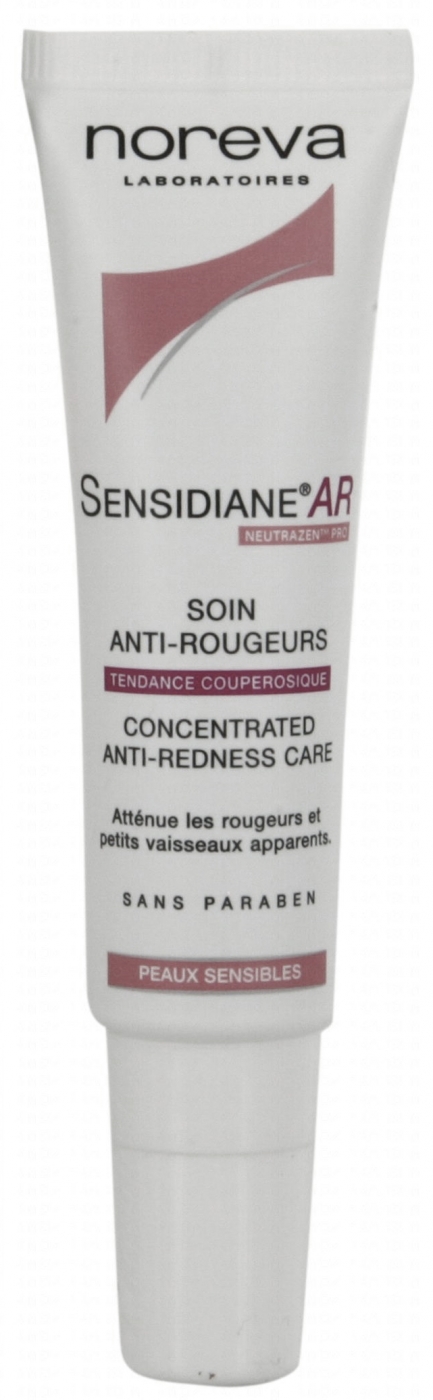 noreva
LABORATOIRES
SENSIDIANE® AR
NEUTRAZEN™ PRO
SOIN
ANTI-ROUGEURS
TENDANCE COUPEROSIQUE
CONCENTRATED
ANTI-REDNESS CARE
Atténue les rougeurs et
petits vaisseaux apparents.
SANS PARABEN
PEAUX SENSIBLES